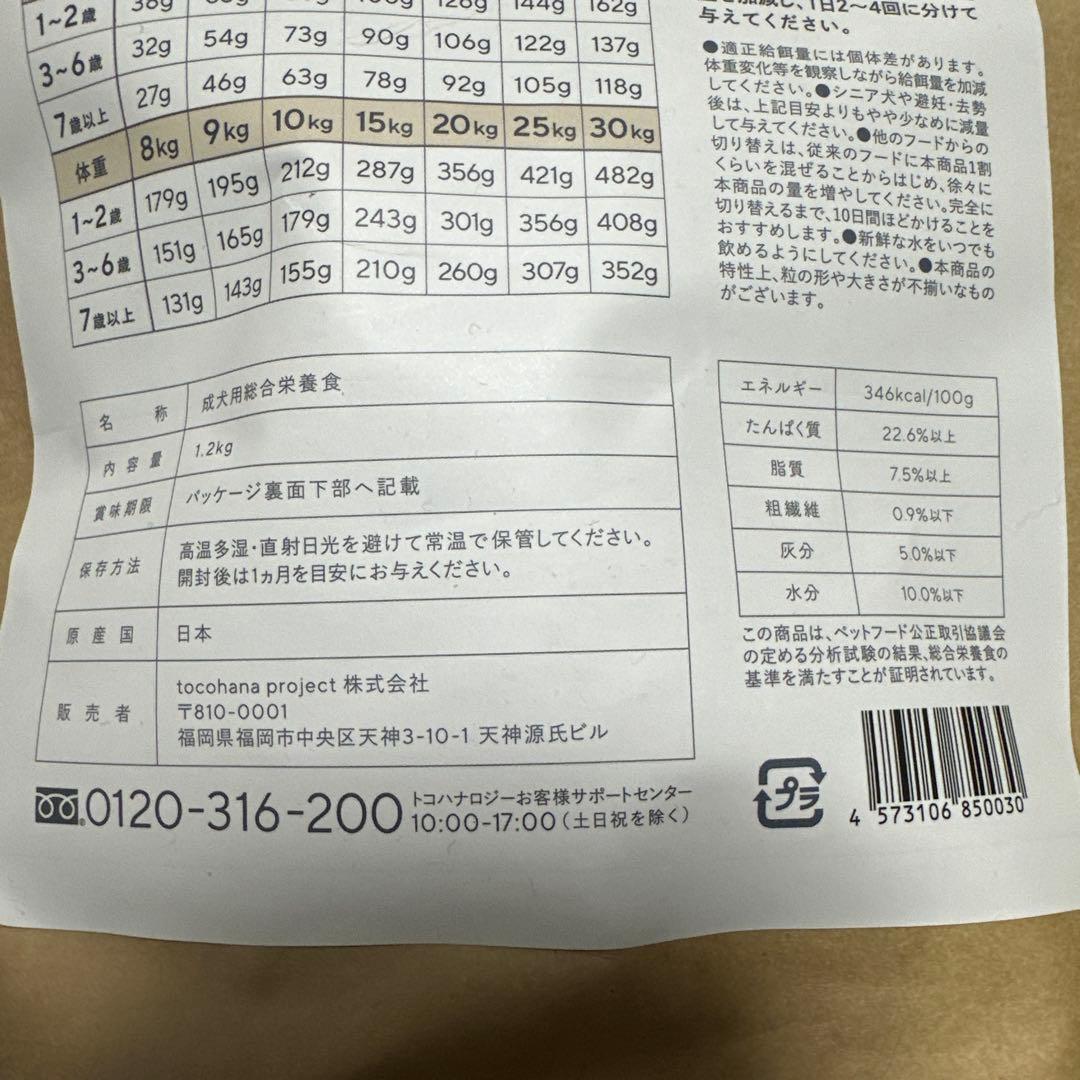 1~2歳 38g 128g 144g 162g
3~6歳 32g 54g 73g 90g 106g 122g 137g
7歳以上 27g 46g 63g 78g 92g 105g 118g
体重 8kg 9kg 10kg 15kg 20kg 25kg 30kg
1~2歳 179g 195g 212g 287g 356g 421g 482g
3~6歳 151g 165g 179g 243g 301g 356g 408g
7歳以上 131g 143g 155g 210g 260g 307g 352g
加減し、1日2〜4回に分けて
与えてください。
●適正給餌量には個体差があります。
体重変化等を観察しながら給餌量を加減
してください。●シニア犬や避妊・去勢
後は、上記目安よりもやや少なめに減量
して与えてください。●他のフードからの
切り替えは、従来のフードに本商品1割
くらいを混ぜることからはじめ、徐々に
本商品の量を増やしてください。完全に
切り替えるまで、10日間ほどかけることを
おすすめします。●新鮮な水をいつでも
飲めるようにしてください。●本商品の
特性上、粒の形や大きさが不揃いなもの
がございます。
名称 成犬用総合栄養食
内容量 1.2kg
賞味期限 パッケージ裏面下部へ記載
保存方法 高温多湿・直射日光を避けて常温で保管してください。
開封後は1ヵ月を目安にお与えください。
原産国 日本
販売者 tocohana project 株式会社
〒810-0001
福岡県福岡市中央区天神3-10-1 天神源氏ビル
エネルギー 346kcal/100g
たんぱく質 22.6%以上
脂質 7.5%以上
粗繊維 0.9%以下
灰分 5.0%以下
水分 10.0%以下
この商品は、ペットフード公正取引協議会
の定める分析試験の結果、総合栄養食の
基準を満たすことが証明されています。
0120-316-200 トコハナロジーお客様サポートセンター
10:00-17:00（土日祝を除く）
プラ
4 573106 850030